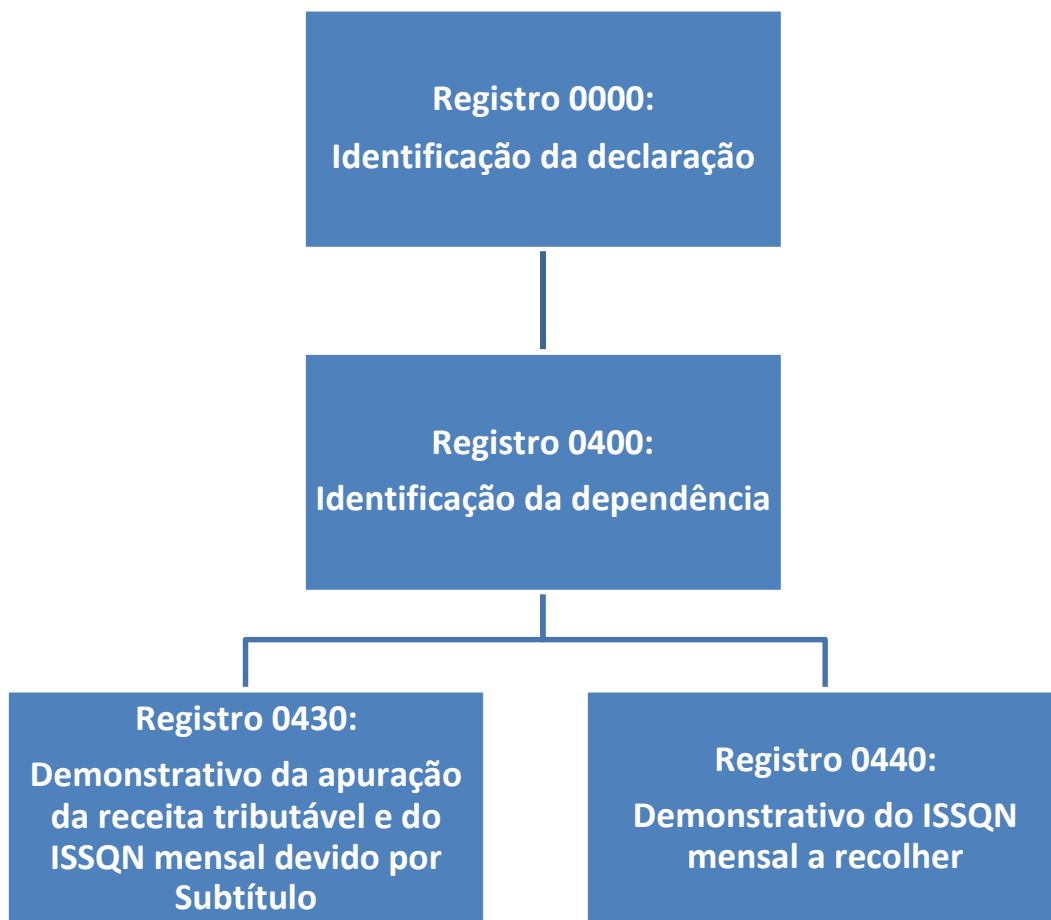 Registro 0000:
Identificação da declaração
Registro 0400:
Identificação da dependência
Registro 0430:
Demonstrativo da apuração
da receita tributável e do
ISSQN mensal devido por
Subtítulo
Registro 0440:
Demonstrativo do ISSQN
mensal a recolher